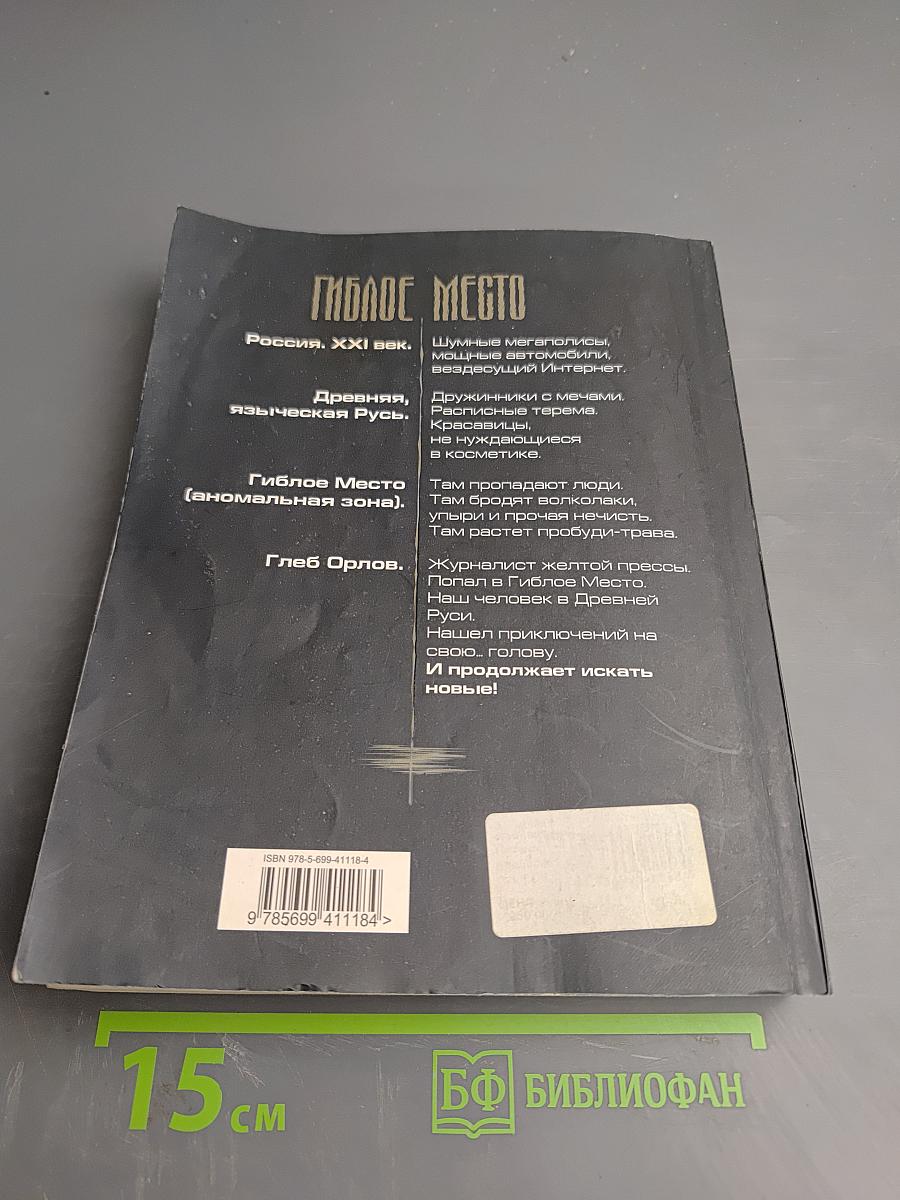 ГИБЛОЕ МЕСТО
Россия. XXI век.
Шумные мегаполисы,
мощные автомобили,
вездесущий Интернет.
Древняя,
языческая Русь.
Дружинники с мечами.
Расписные терема.
Красавицы,
не нуждающиеся
в косметике.
Гиблое Место
(аномальная зона).
Там пропадают люди.
Там бродят волколаки,
упыри и прочая нечисть.
Там растет пробуди-трава.
Глеб Орлов.
Журналист желтой прессы.
Попал в Гиблое Место.
Наш человек в Древней
Руси.
Нашел приключений на
свою... голову.
И продолжает искать
новые!
ISBN 978-5-699-41118-4
9 785699 411184 >
15 см
БФ БИБЛИОФАН